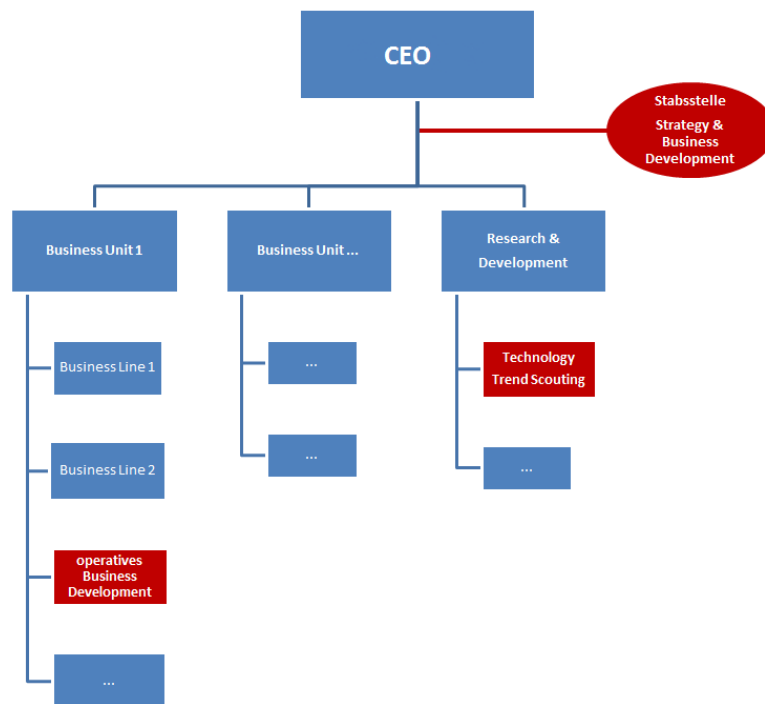 CEO
Stabsstelle
Strategy &
Business
Development
Business Unit 1
Business Unit ...
Research &
Development
Business Line 1
...
Technology
Trend Scouting
Business Line 2
...
...
operatives
Business
Development
...